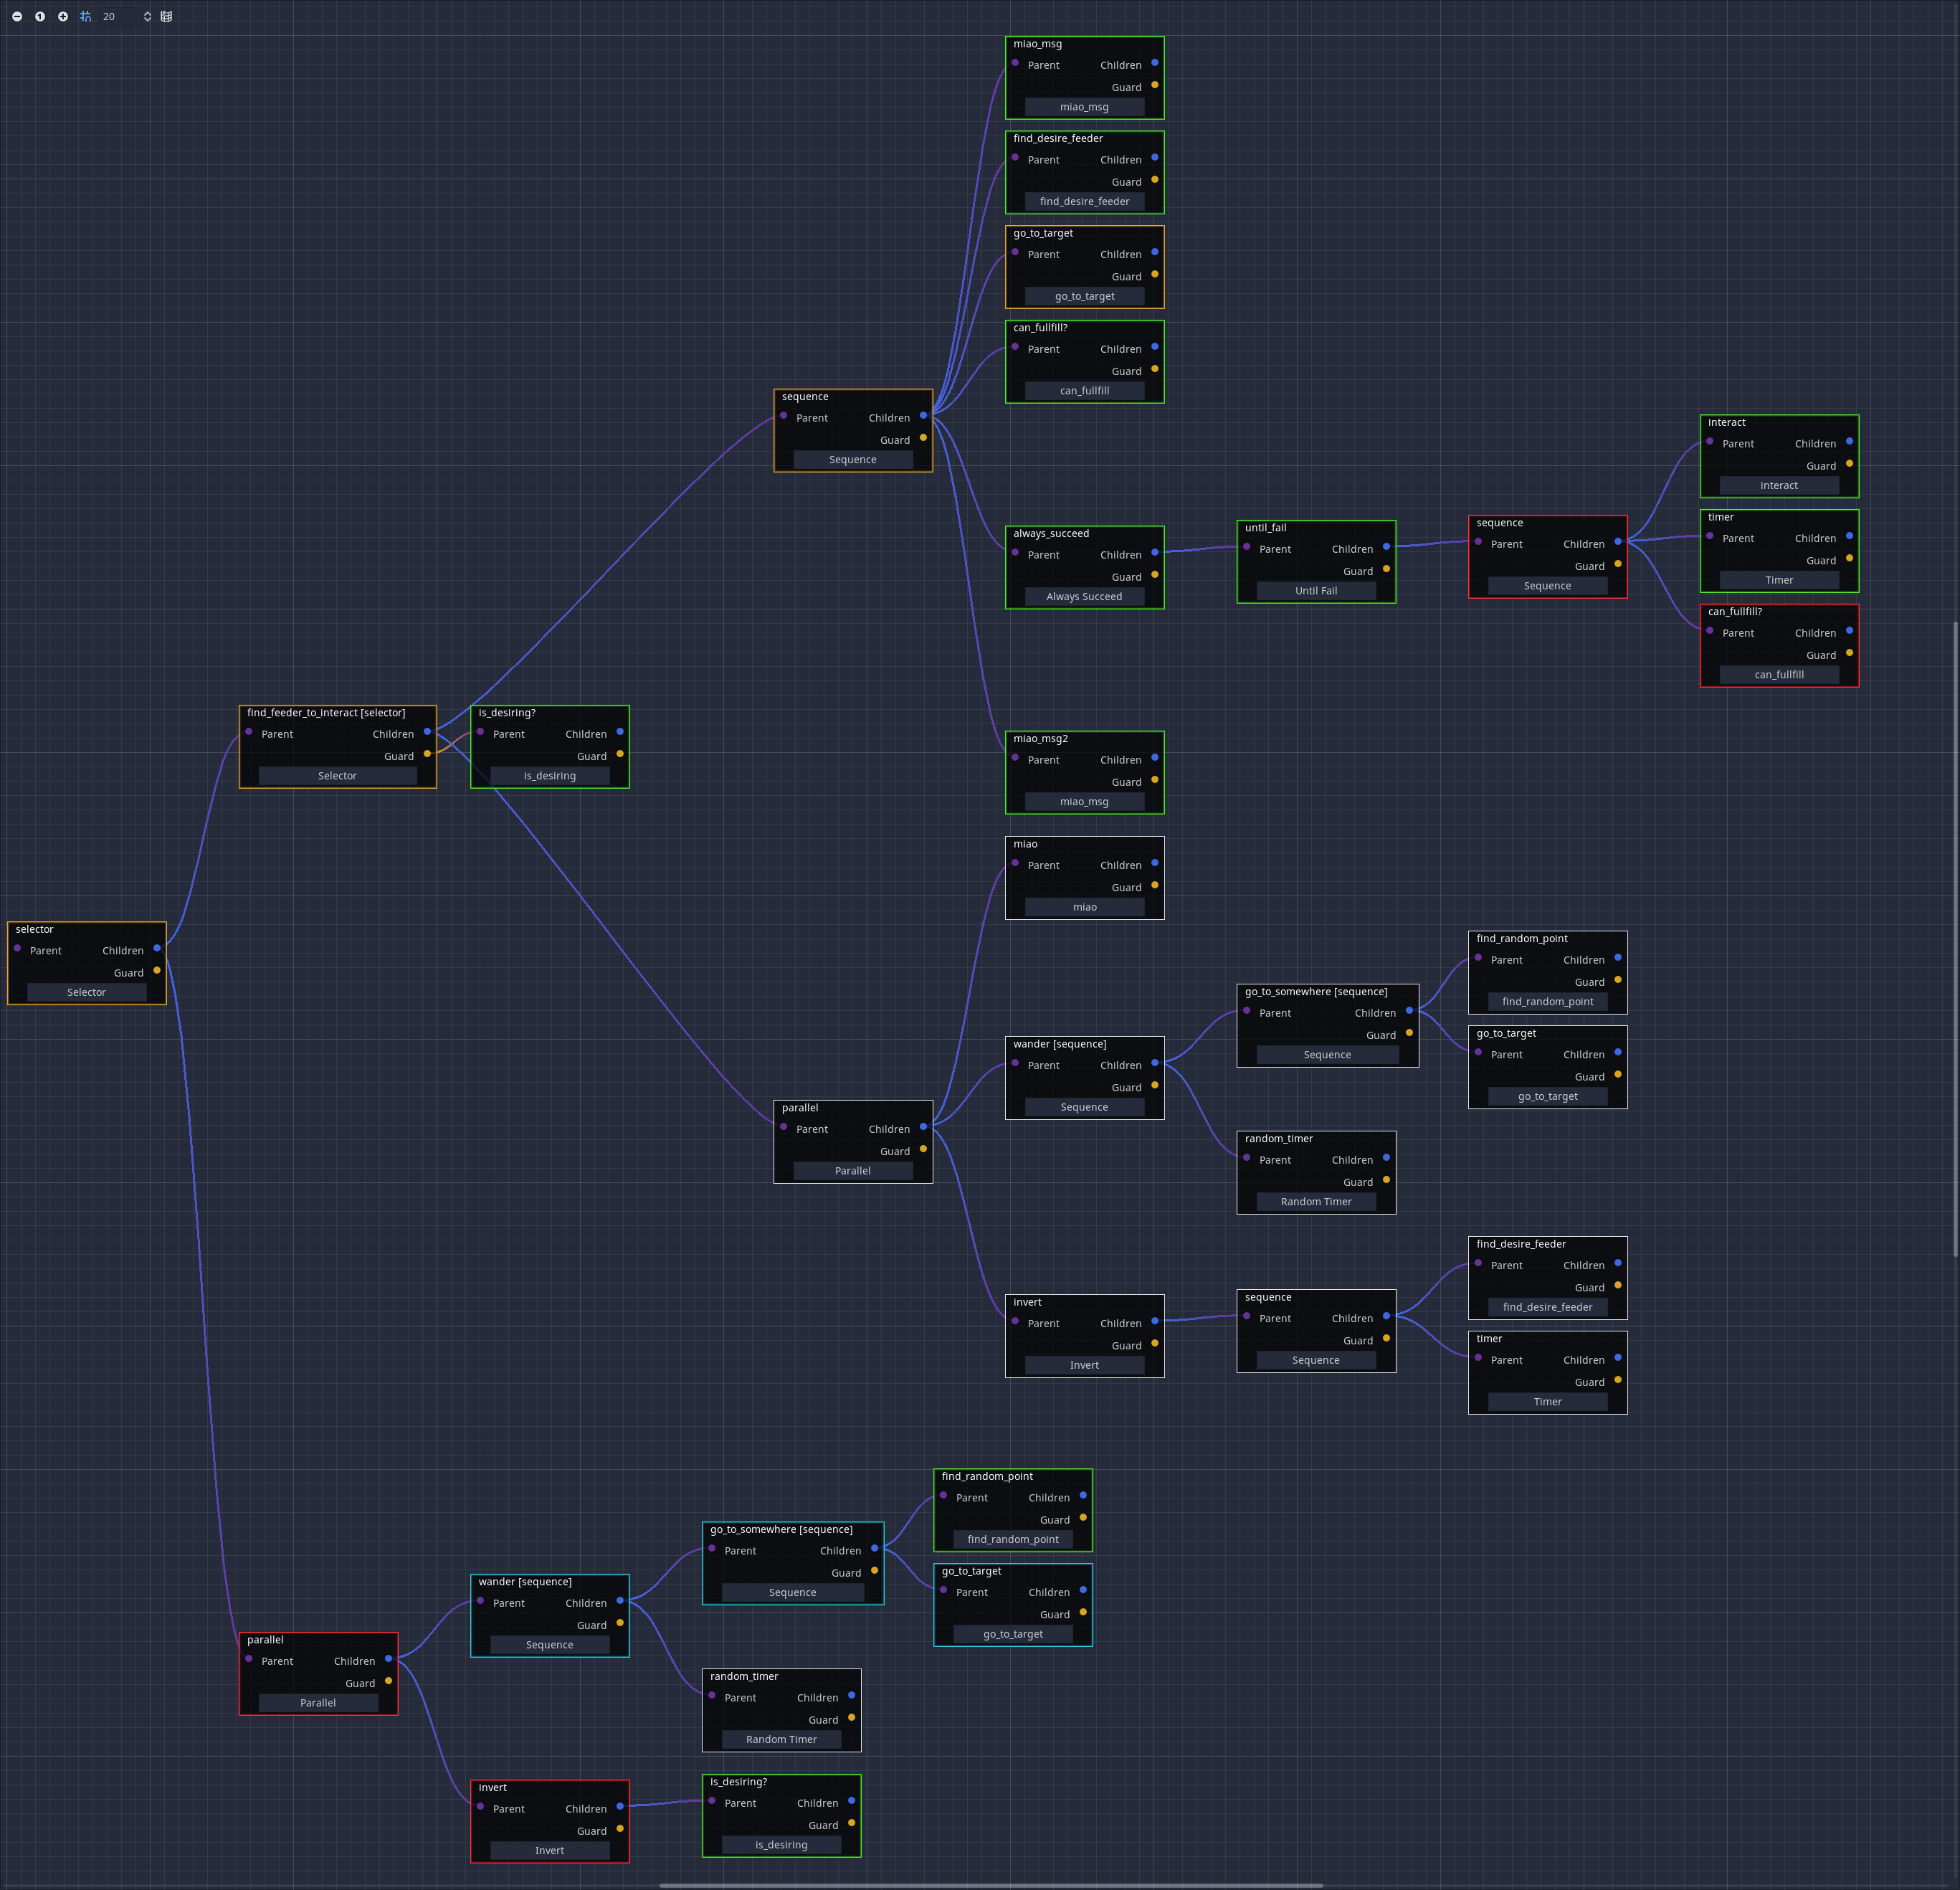 20
miao_msg
Parent Children
Guard
miao_msg
find_desire_feeder
Parent Children
Guard
find_desire_feeder
go_to_target
Parent Children
Guard
go_to_target
can_fullfill?
Parent Children
Guard
can_fullfill
sequence
Parent Children
Guard
Sequence
interact
Parent Children
Guard
interact
always_succeed
Parent Children
Guard
Always Succeed
until_fail
Parent Children
Guard
Until Fail
sequence
Parent Children
Guard
Sequence
timer
Parent Children
Guard
Timer
can_fullfill?
Parent Children
Guard
can_fullfill
find_feeder_to_interact [selector]
Parent Children
Guard
Selector
is_desiring?
Parent Children
Guard
is_desiring
miao_msg2
Parent Children
Guard
miao_msg
miao
Parent Children
Guard
miao
selector
Parent Children
Guard
Selector
find_random_point
Parent Children
Guard
find_random_point
go_to_somewhere [sequence]
Parent Children
Guard
Sequence
go_to_target
Parent Children
Guard
go_to_target
wander [sequence]
Parent Children
Guard
Sequence
parallel
Parent Children
Guard
Parallel
random_timer
Parent Children
Guard
Random Timer
find_desire_feeder
Parent Children
Guard
find_desire_feeder
invert
Parent Children
Guard
Invert
sequence
Parent Children
Guard
Sequence
timer
Parent Children
Guard
Timer
find_random_point
Parent Children
Guard
find_random_point
go_to_somewhere [sequence]
Parent Children
Guard
Sequence
go_to_target
Parent Children
Guard
go_to_target
wander [sequence]
Parent Children
Guard
Sequence
parallel
Parent Children
Guard
Parallel
random_timer
Parent Children
Guard
Random Timer
invert
Parent Children
Guard
Invert
is_desiring?
Parent Children
Guard
is_desiring